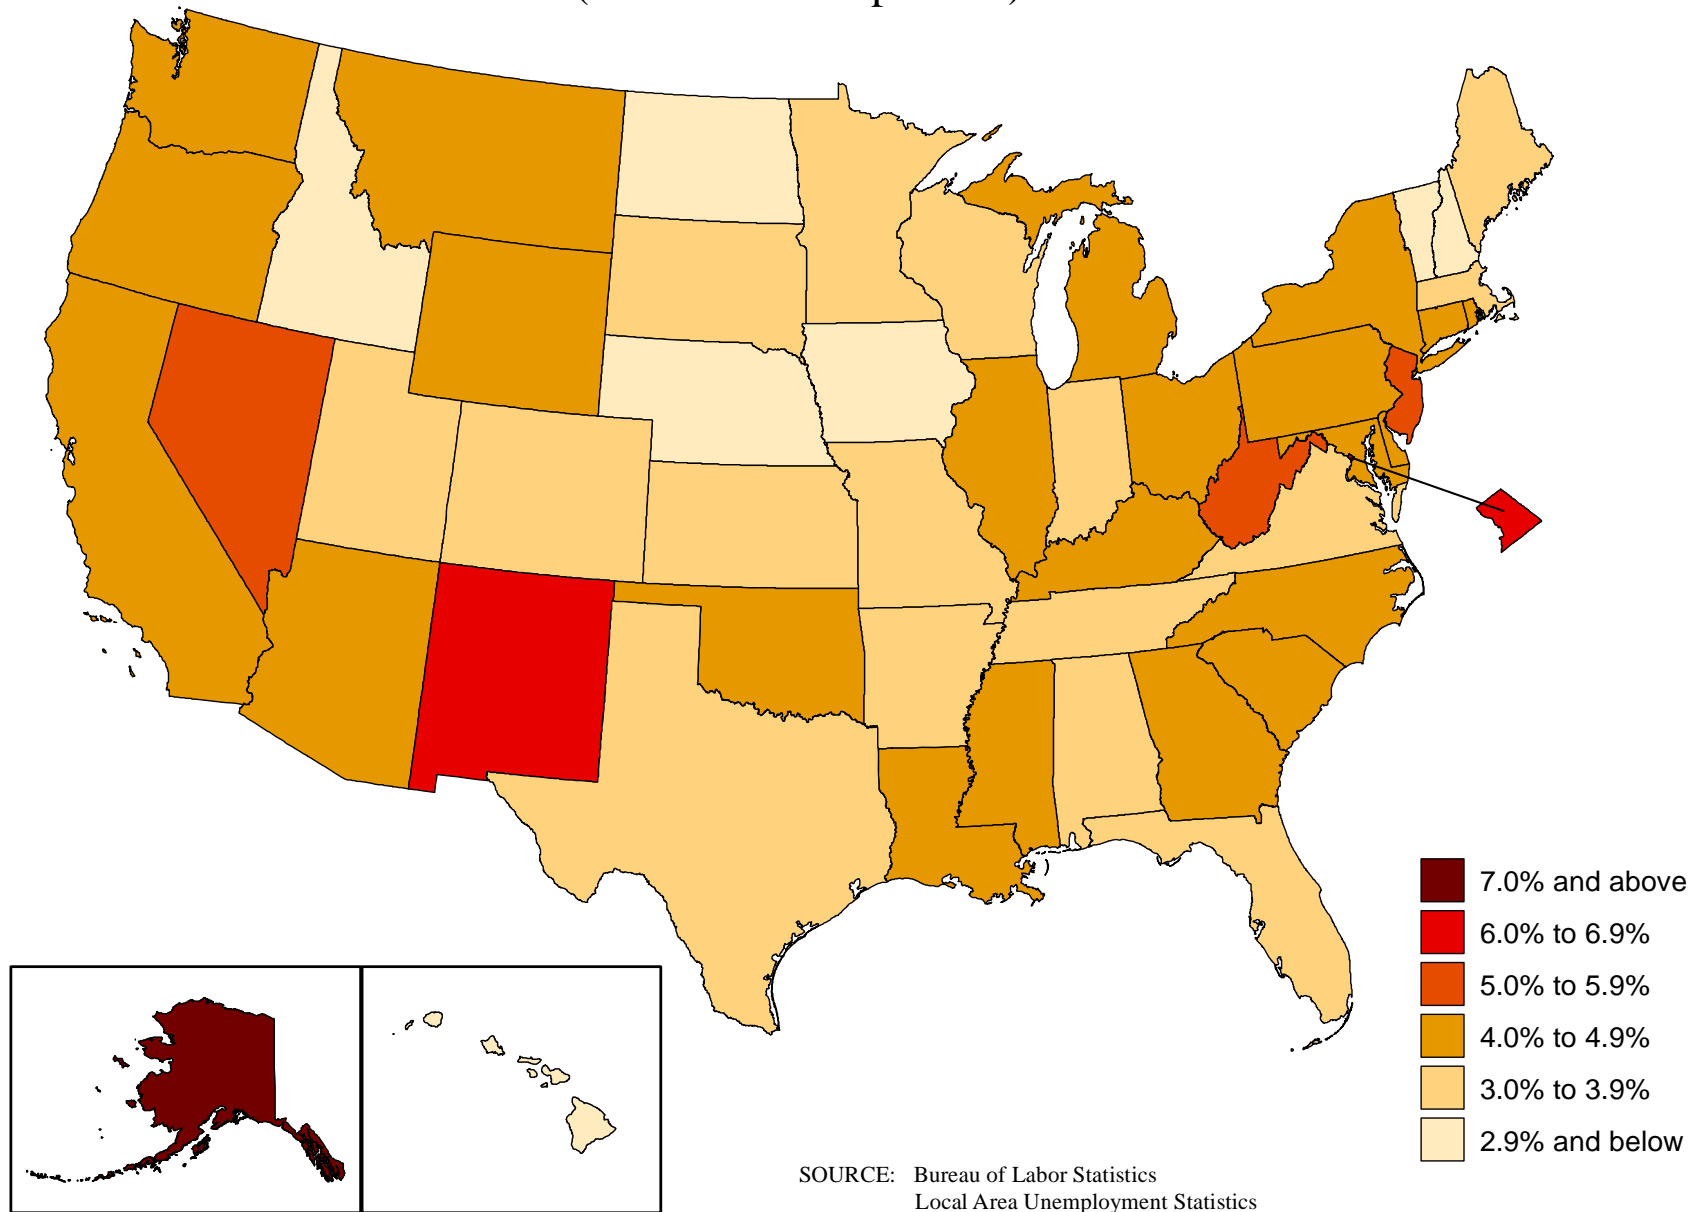 7.0% and above
6.0% to 6.9%
5.0% to 5.9%
4.0% to 4.9%
3.0% to 3.9%
2.9% and below
SOURCE: Bureau of Labor Statistics
Local Area Unemployment Statistics